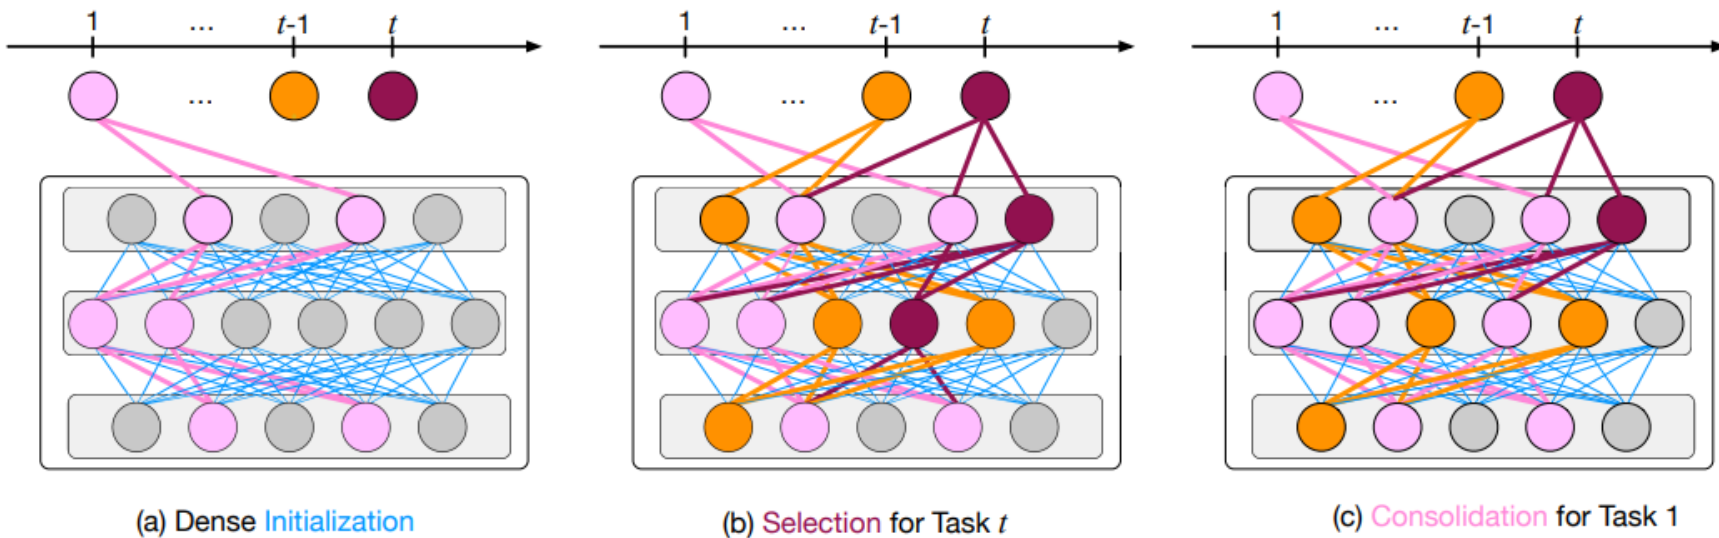 1 ... t-1 t
...
(a) Dense Initialization
1 ... t-1 t
...
(b) Selection for Task t
1 ... t-1 t
...
(c) Consolidation for Task 1